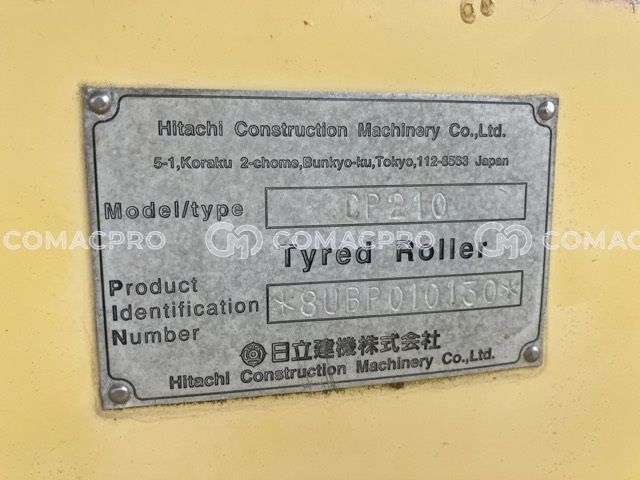 Hitachi Construction Machinery Co.,Ltd.
5-1,Koraku 2-chome,Bunkyo-ku,Tokyo,112-8563 Japan
Model/type CP210
COMACPRO COMACPRO COMACPRO
Tyred Roller
Product
Identification *8UBP010130*
Number
日立建機株式会社
Hitachi Construction Machinery Co.,Ltd.